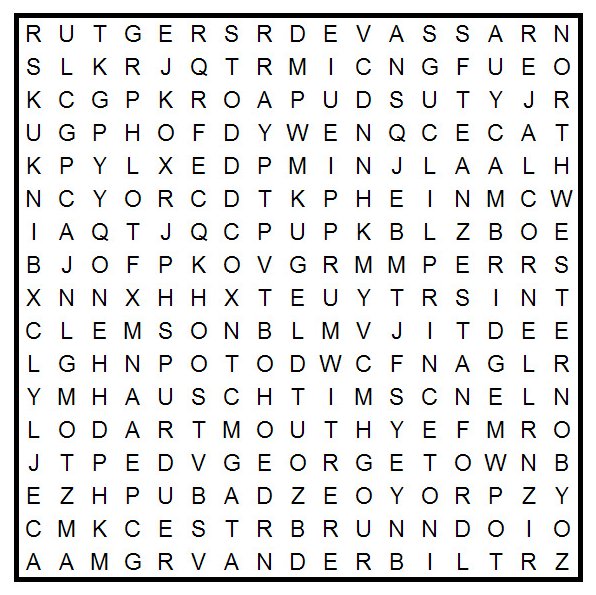 R U T G E R S R D E V A S S A R N
S L K R J Q T R M I C N G F U E O
K C G P K R O A P U D S U T Y J R
U G P H O F D Y W E N Q C E C A T
K P Y L X E D P M I N J L A A L H
N C Y O R C D T K P H E I N M C W
I A Q T J Q C P U P K B L Z B O E
B J O F P K O V G R M M P E R R S
X N N X H H X T E U Y T R S I N T
C L E M S O N B L M V J I T D E E
L G H N P O T O D W C F N A G L R
Y M H A U S C H T I M S C N E L N
L O D A R T M O U T H Y E F M R O
J T P E D V G E O R G E T O W N B
E Z H P U B A D Z E O Y O R P Z Y
C M K C E S T R B R U N N D O I O
A A M G R V A N D E R B I L T R Z